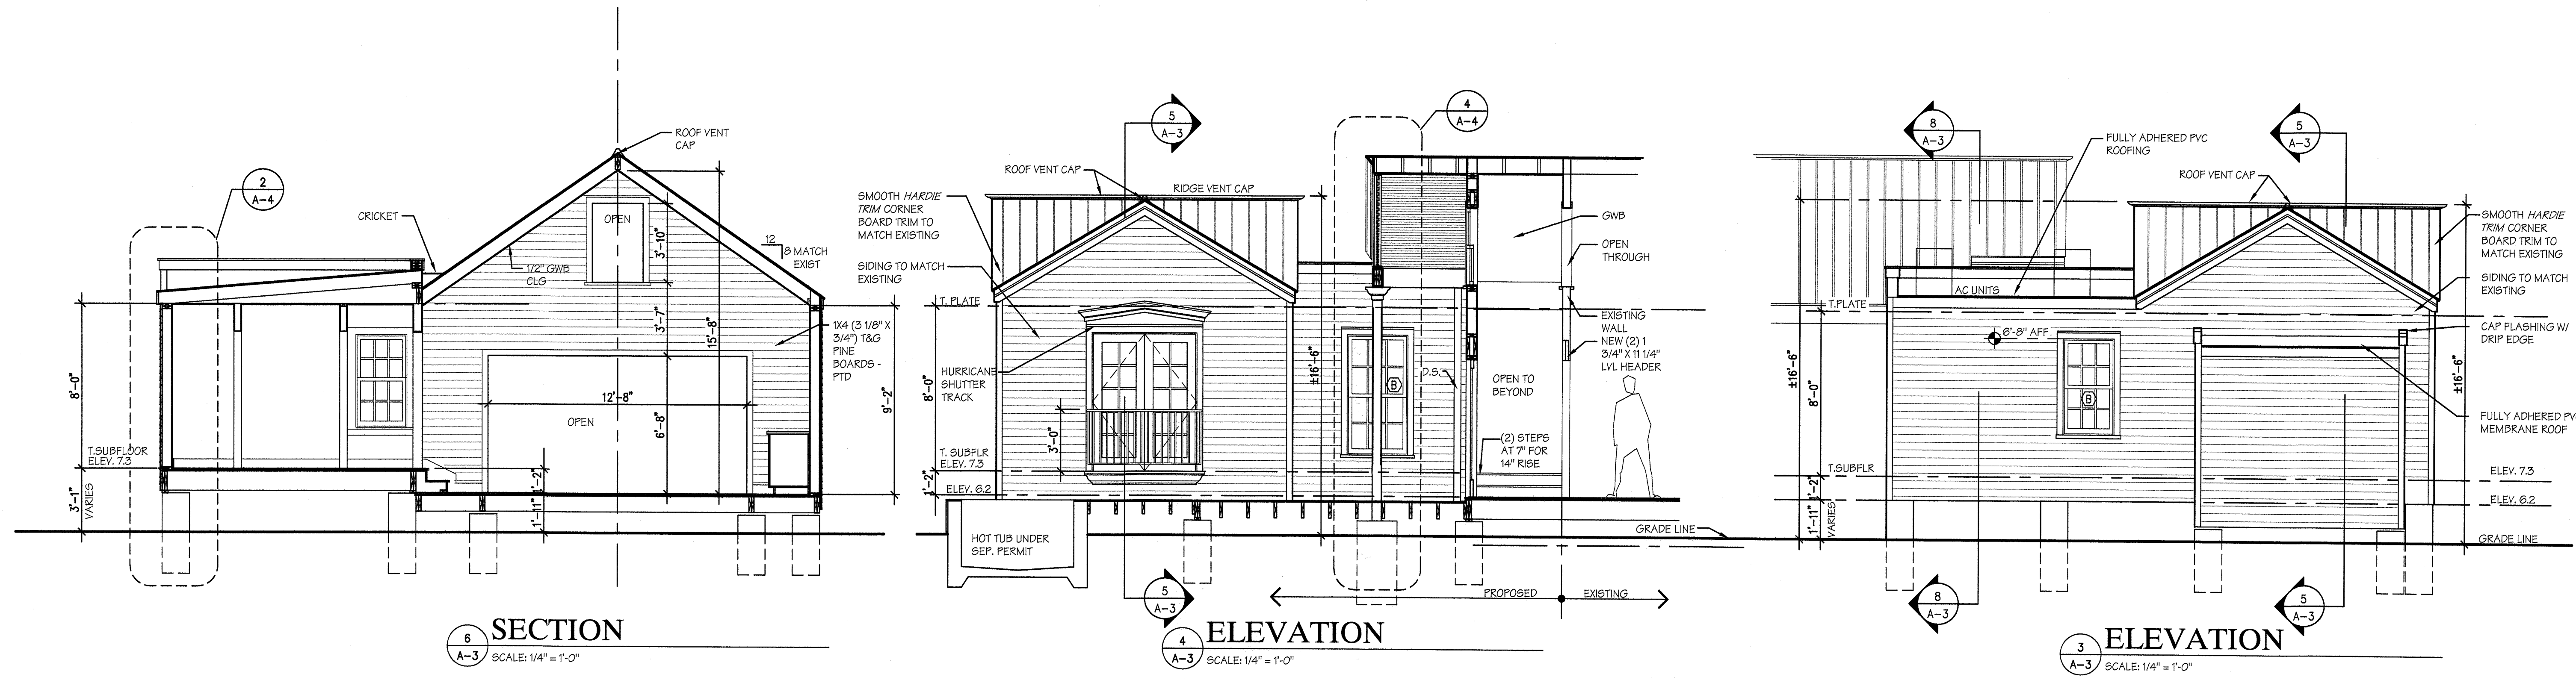 2
A-4
CRICKET
ROOF VENT
CAP
OPEN
3'-10"
12
8 MATCH
EXIST
1/2" GWB
CLG
3'-7"
15'-8"
1X4 (3 1/8" X
3/4") T&G
PINE
BOARDS -
PTD
8'-0"
12'-8"
OPEN
6'-8"
9'-2"
T.SUBFLOOR
ELEV. 7.3
3'-1"
VARIES
1'-2"
1'-11"
6
A-3
SECTION
SCALE: 1/4" = 1'-0"
5
A-3
4
A-4
ROOF VENT CAP
RIDGE VENT CAP
SMOOTH HARDIE
TRIM CORNER
BOARD TRIM TO
MATCH EXISTING
SIDING TO MATCH
EXISTING
GWB
OPEN
THROUGH
T. PLATE
HURRICANE
SHUTTER
TRACK
8'-0"
±16'-6"
D.S.
B
EXISTING
WALL
NEW (2) 1
3/4" X 11 1/4"
LVL HEADER
OPEN TO
BEYOND
3'-0"
(2) STEPS
AT 7" FOR
14" RISE
T. SUBFLR
ELEV. 7.3
1'-2"
ELEV. 6.2
HOT TUB UNDER
SEP. PERMIT
GRADE LINE
5
A-3
PROPOSED
EXISTING
4
A-3
ELEVATION
SCALE: 1/4" = 1'-0"
8
A-3
FULLY ADHERED PVC
ROOFING
5
A-3
ROOF VENT CAP
SMOOTH HARDIE
TRIM CORNER
BOARD TRIM TO
MATCH EXISTING
SIDING TO MATCH
EXISTING
AC UNITS
T.PLATE
6'-8" AFF
CAP FLASHING W/
DRIP EDGE
±16'-6"
8'-0"
B
±16'-6"
FULLY ADHERED PV
MEMBRANE ROOF
T.SUBFLR
ELEV. 7.3
1'-2"
ELEV. 6.2
1'-11"
VARIES
GRADE LINE
8
A-3
5
A-3
3
A-3
ELEVATION
SCALE: 1/4" = 1'-0"